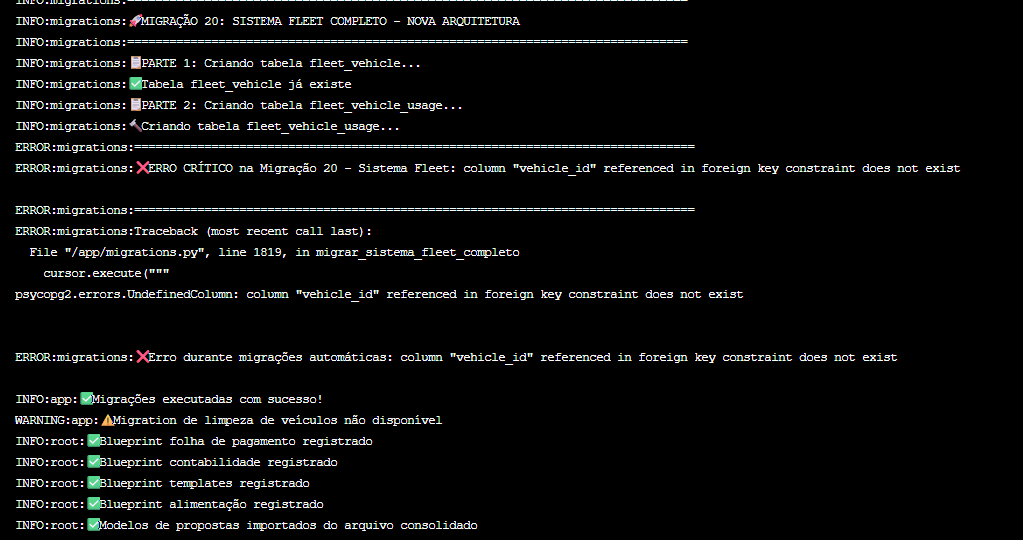 INFO:migrations:================================================================================
INFO:migrations:🚀MIGRAÇÃO 20: SISTEMA FLEET COMPLETO - NOVA ARQUITETURA
INFO:migrations:================================================================================
INFO:migrations:📋PARTE 1: Criando tabela fleet_vehicle...
INFO:migrations:✅Tabela fleet_vehicle já existe
INFO:migrations:📋PARTE 2: Criando tabela fleet_vehicle_usage...
INFO:migrations:🔨Criando tabela fleet_vehicle_usage...
ERROR:migrations:================================================================================
ERROR:migrations:❌ERRO CRÍTICO na Migração 20 - Sistema Fleet: column "vehicle_id" referenced in foreign key constraint does not exist
ERROR:migrations:================================================================================
ERROR:migrations:Traceback (most recent call last):
File "/app/migrations.py", line 1819, in migrar_sistema_fleet_completo
cursor.execute("""
psycopg2.errors.UndefinedColumn: column "vehicle_id" referenced in foreign key constraint does not exist
ERROR:migrations:❌Erro durante migrações automáticas: column "vehicle_id" referenced in foreign key constraint does not exist
INFO:app:✅Migrações executadas com sucesso!
WARNING:app:⚠️Migration de limpeza de veículos não disponível
INFO:root:✅Blueprint folha de pagamento registrado
INFO:root:✅Blueprint contabilidade registrado
INFO:root:✅Blueprint templates registrado
INFO:root:✅Blueprint alimentação registrado
INFO:root:✅Modelos de propostas importados do arquivo consolidado